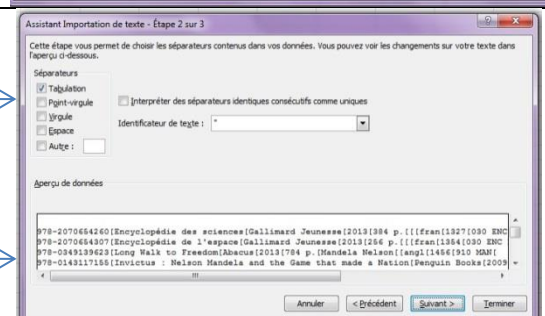 Assistant Importation de texte - Étape 2 sur 3
Cette étape vous permet de choisir les séparateurs contenus dans vos données. Vous pouvez voir les changements sur votre texte dans
l'aperçu ci-dessous.
Séparateurs
Tabulation
Point-virgule
Virgule
Espace
Autre :
Interpréter des séparateurs identiques consécutifs comme uniques
Identificateur de texte : "
Aperçu de données
978-2070654260[Encyclopédie des sciences[Gallimard Jeunesse[2013[384 p.[[[fran[1327[030 ENC
978-2070654307[Encyclopédie de l'espace[Gallimard Jeunesse[2013[256 p.[[[fran[1354[030 ENC
978-0349139623[Long Walk to Freedom[Abacus[2013[784 p.[Mandela Nelson[[angl[1456[910 MAN[
978-0143117155[Invictus : Nelson Mandela and the Game that made a Nation[Penguin Books[2009
Annuler
< Précédent
Suivant >
Terminer